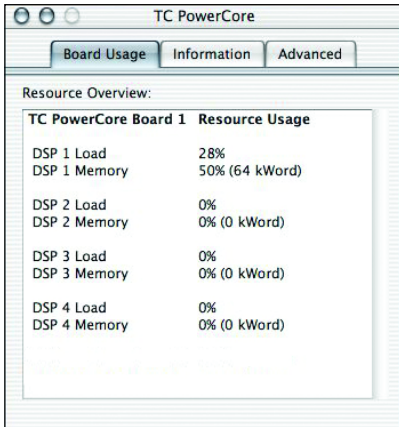 TC PowerCore
Board Usage Information Advanced
Resource Overview:
TC PowerCore Board 1 Resource Usage
DSP 1 Load 28%
DSP 1 Memory 50% (64 kWord)
DSP 2 Load 0%
DSP 2 Memory 0% (0 kWord)
DSP 3 Load 0%
DSP 3 Memory 0% (0 kWord)
DSP 4 Load 0%
DSP 4 Memory 0% (0 kWord)